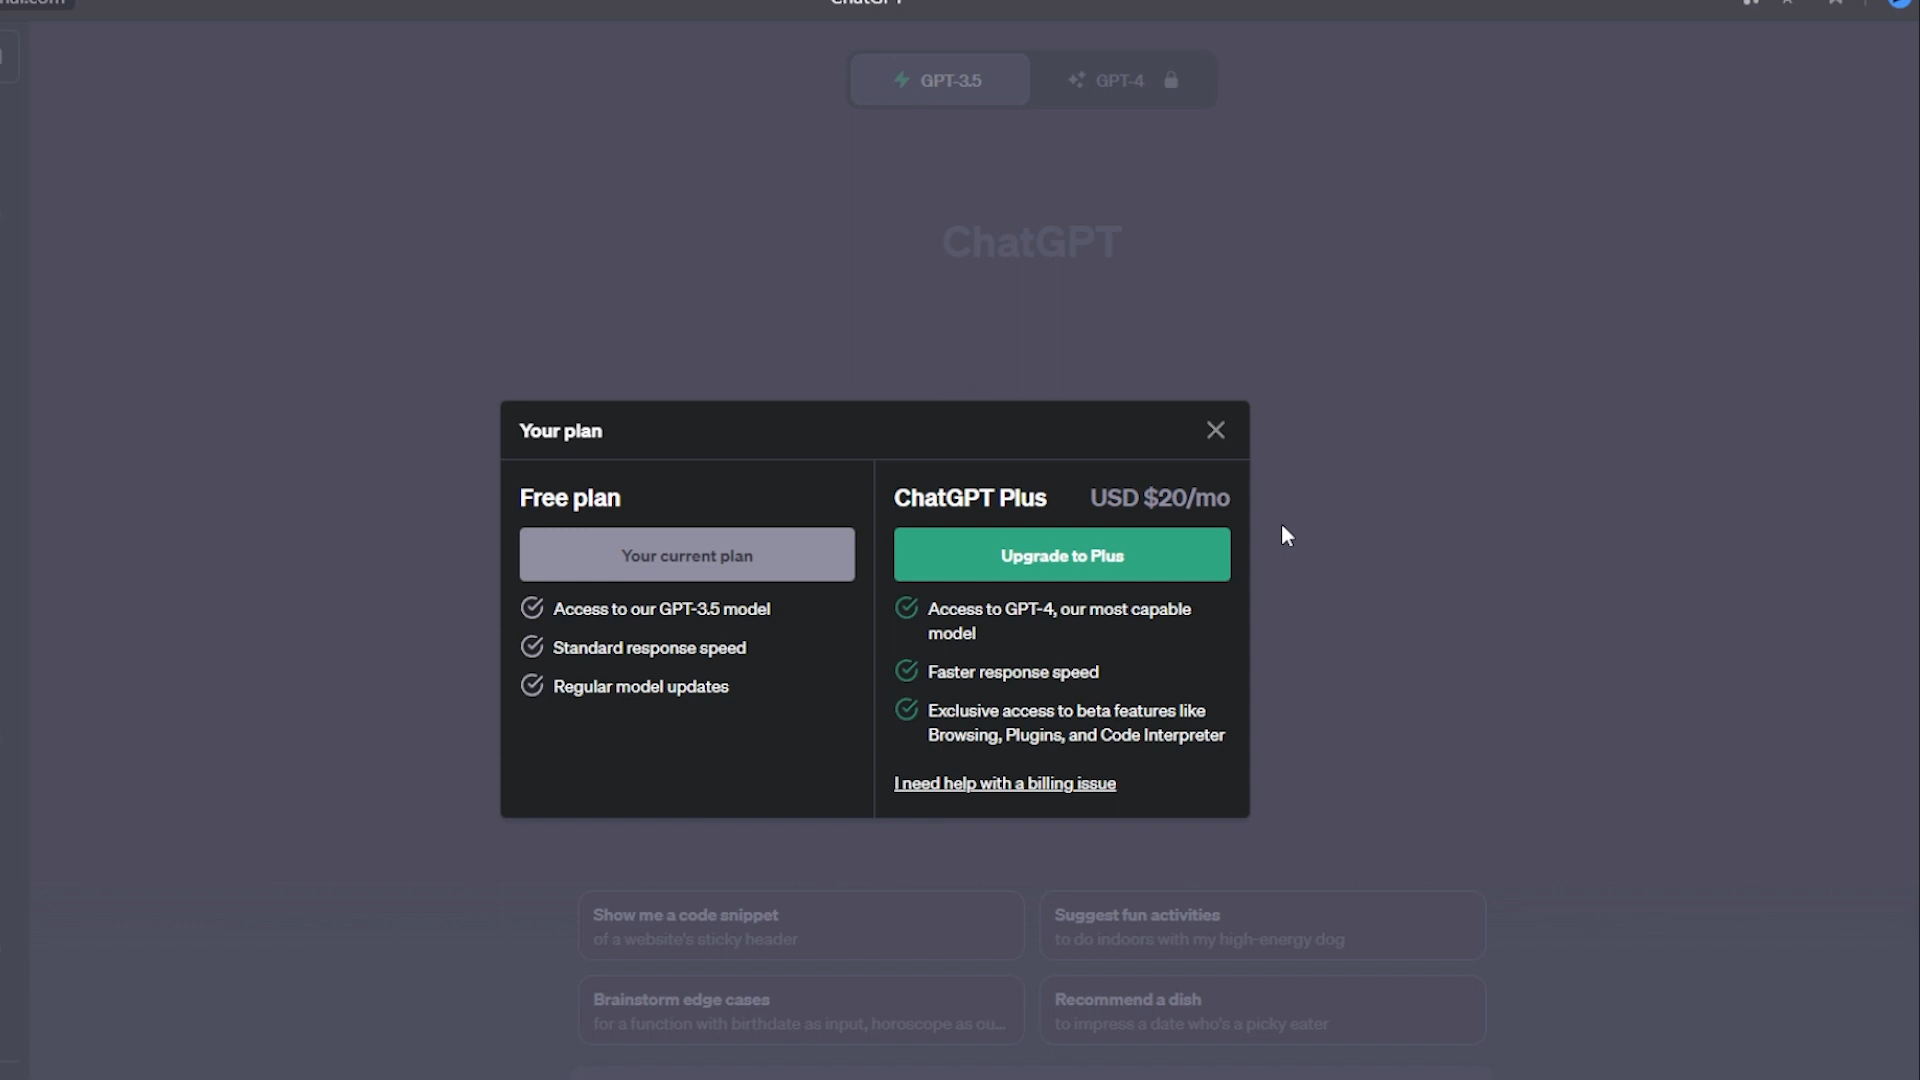 GPT-3.5
GPT-4
ChatGPT
Your plan
Free plan
Your current plan
Access to our GPT-3.5 model
Standard response speed
Regular model updates
ChatGPT Plus USD $20/mo
Upgrade to Plus
Access to GPT-4, our most capable
model
Faster response speed
Exclusive access to beta features like
Browsing, Plugins, and Code Interpreter
I need help with a billing issue
Show me a code snippet
of a website's sticky header
Suggest fun activities
to do indoors with my high-energy dog
Brainstorm edge cases
for a function with birthdate as input, horoscope as ou...
Recommend a dish
to impress a date who's a picky eater